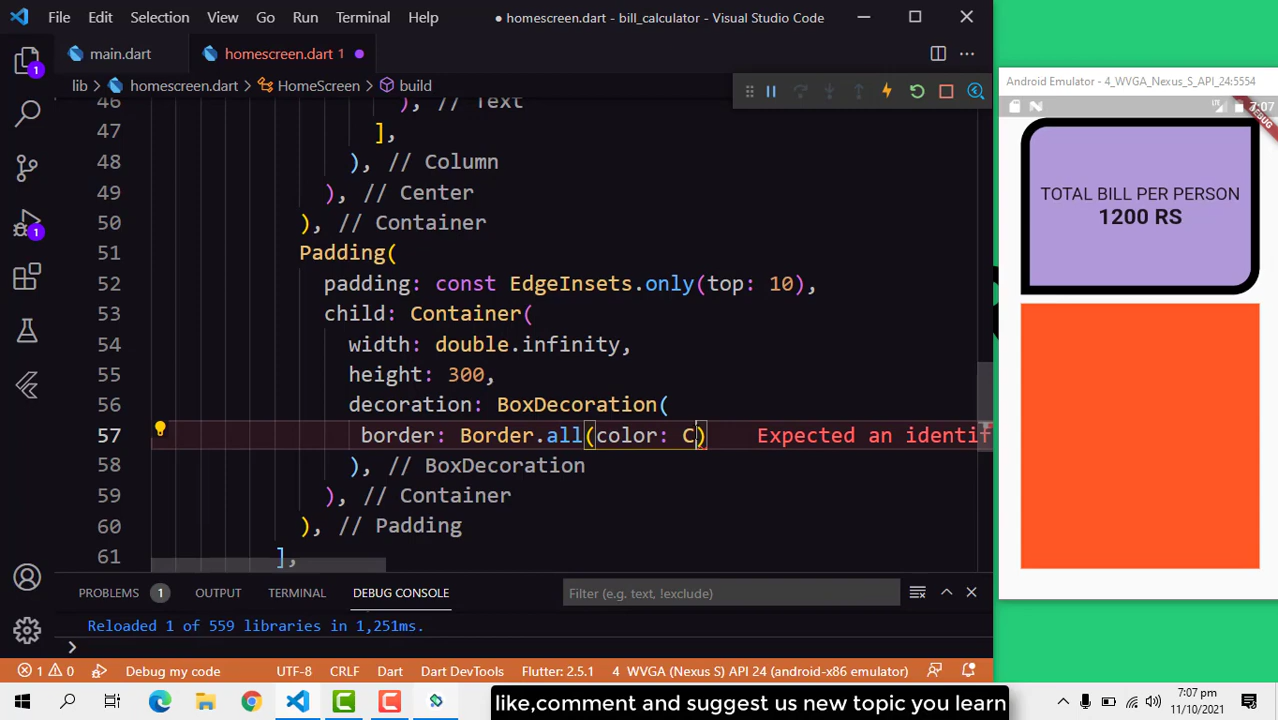 File Edit Selection View Go Run Terminal Help
● homescreen.dart - bill_calculator - Visual Studio Code
main.dart
homescreen.dart 1
lib > homescreen.dart > HomeScreen > build
46 ), // Text
47 ],
48 ), // Column
49 ), // Center
50 ), // Container
51 Padding(
52 padding: const EdgeInsets.only(top: 10),
53 child: Container(
54 width: double.infinity,
55 height: 300,
56 decoration: BoxDecoration(
57 border: Border.all(color: C) Expected an identif
58 ), // BoxDecoration
59 ), // Container
60 ), // Padding
61 ],
PROBLEMS 1 OUTPUT TERMINAL DEBUG CONSOLE
Filter (e.g. text, !exclude)
Reloaded 1 of 559 libraries in 1,251ms.
1
1
1 0 Debug my code UTF-8 CRLF Dart Dart DevTools Flutter: 2.5.1 4 WVGA (Nexus S) API 24 (android-x86 emulator)
Android Emulator - 4_WVGA_Nexus_S_API_24:5554
LTE 7:07
DEBUG
TOTAL BILL PER PERSON
1200 RS
like,comment and suggest us new topic you learn
7:07 pm
11/10/2021